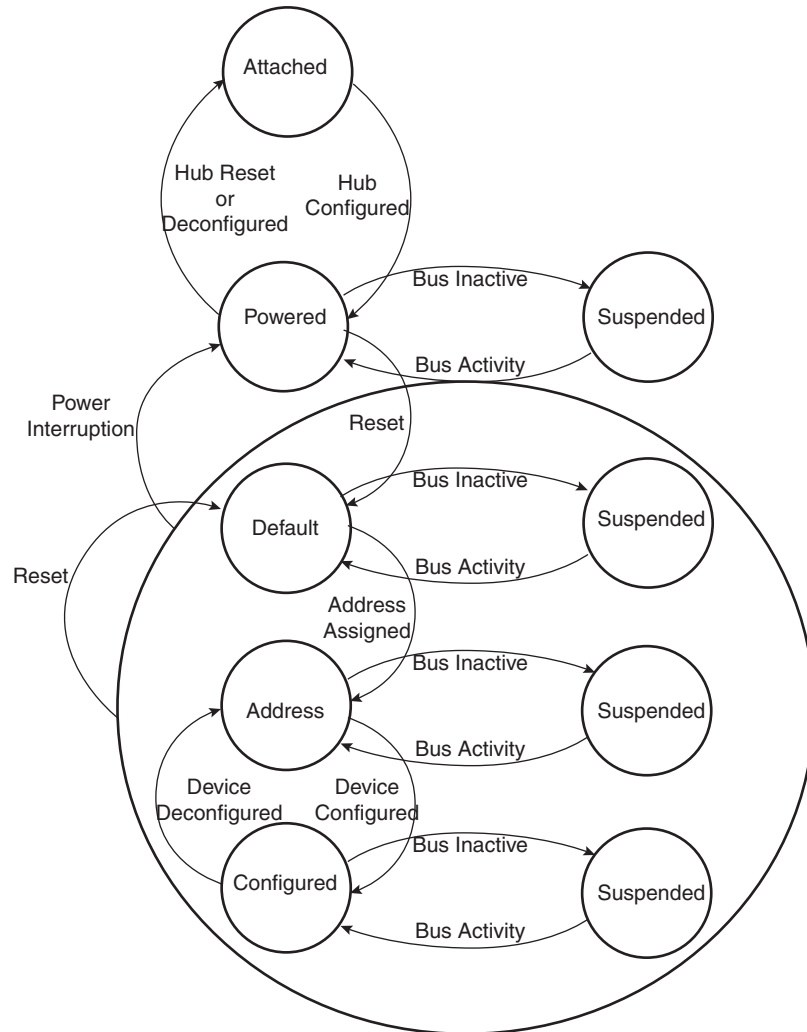 Attached
Hub Reset
or
Deconfigured
Hub
Configured
Powered
Bus Inactive
Suspended
Bus Activity
Power
Interruption
Reset
Default
Bus Inactive
Suspended
Bus Activity
Reset
Address
Assigned
Address
Bus Inactive
Suspended
Bus Activity
Device
Deconfigured
Device
Configured
Configured
Bus Inactive
Suspended
Bus Activity